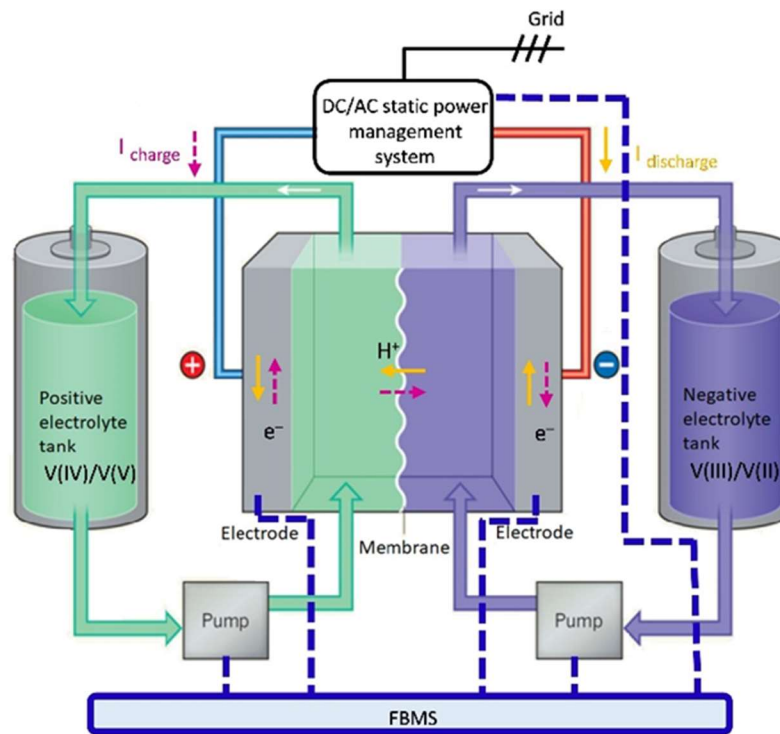 Grid
DC/AC static power
management
system
I charge
I discharge
+
−
H⁺
Positive
electrolyte
tank
V(IV)/V(V)
e⁻
e⁻
Negative
electrolyte
tank
V(III)/V(II)
Electrode
Membrane
Electrode
Pump
Pump
FBMS